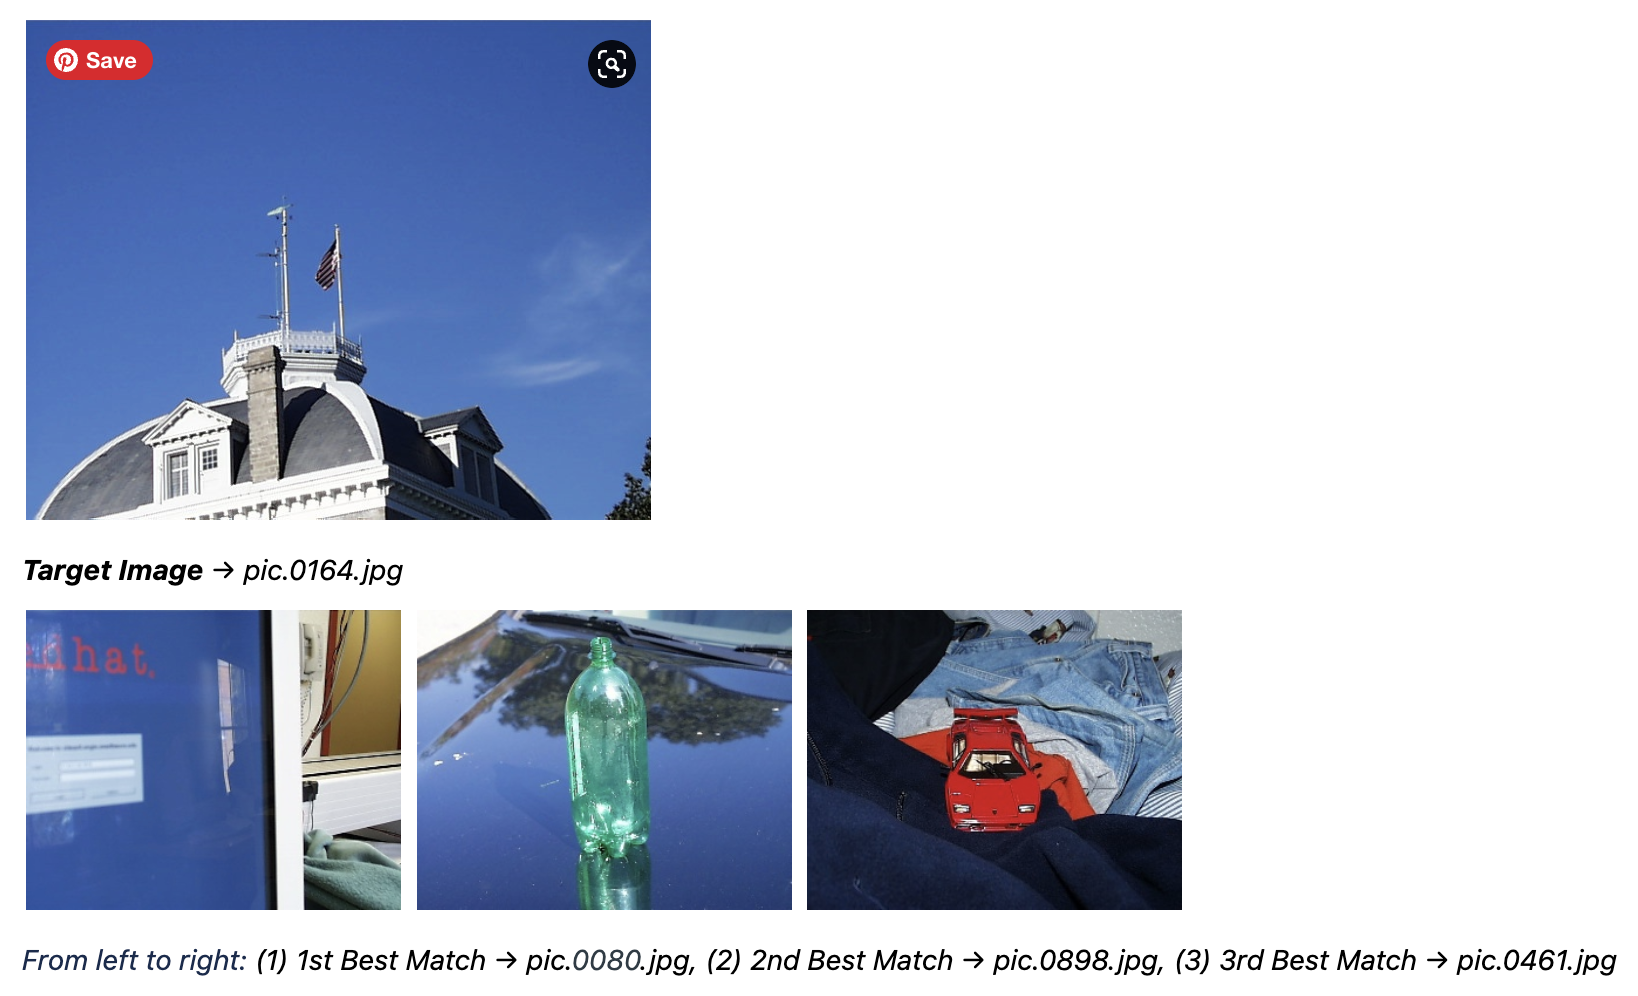 Save
Target Image → pic.0164.jpg
hat.
From left to right: (1) 1st Best Match → pic.0080.jpg, (2) 2nd Best Match → pic.0898.jpg, (3) 3rd Best Match → pic.0461.jpg